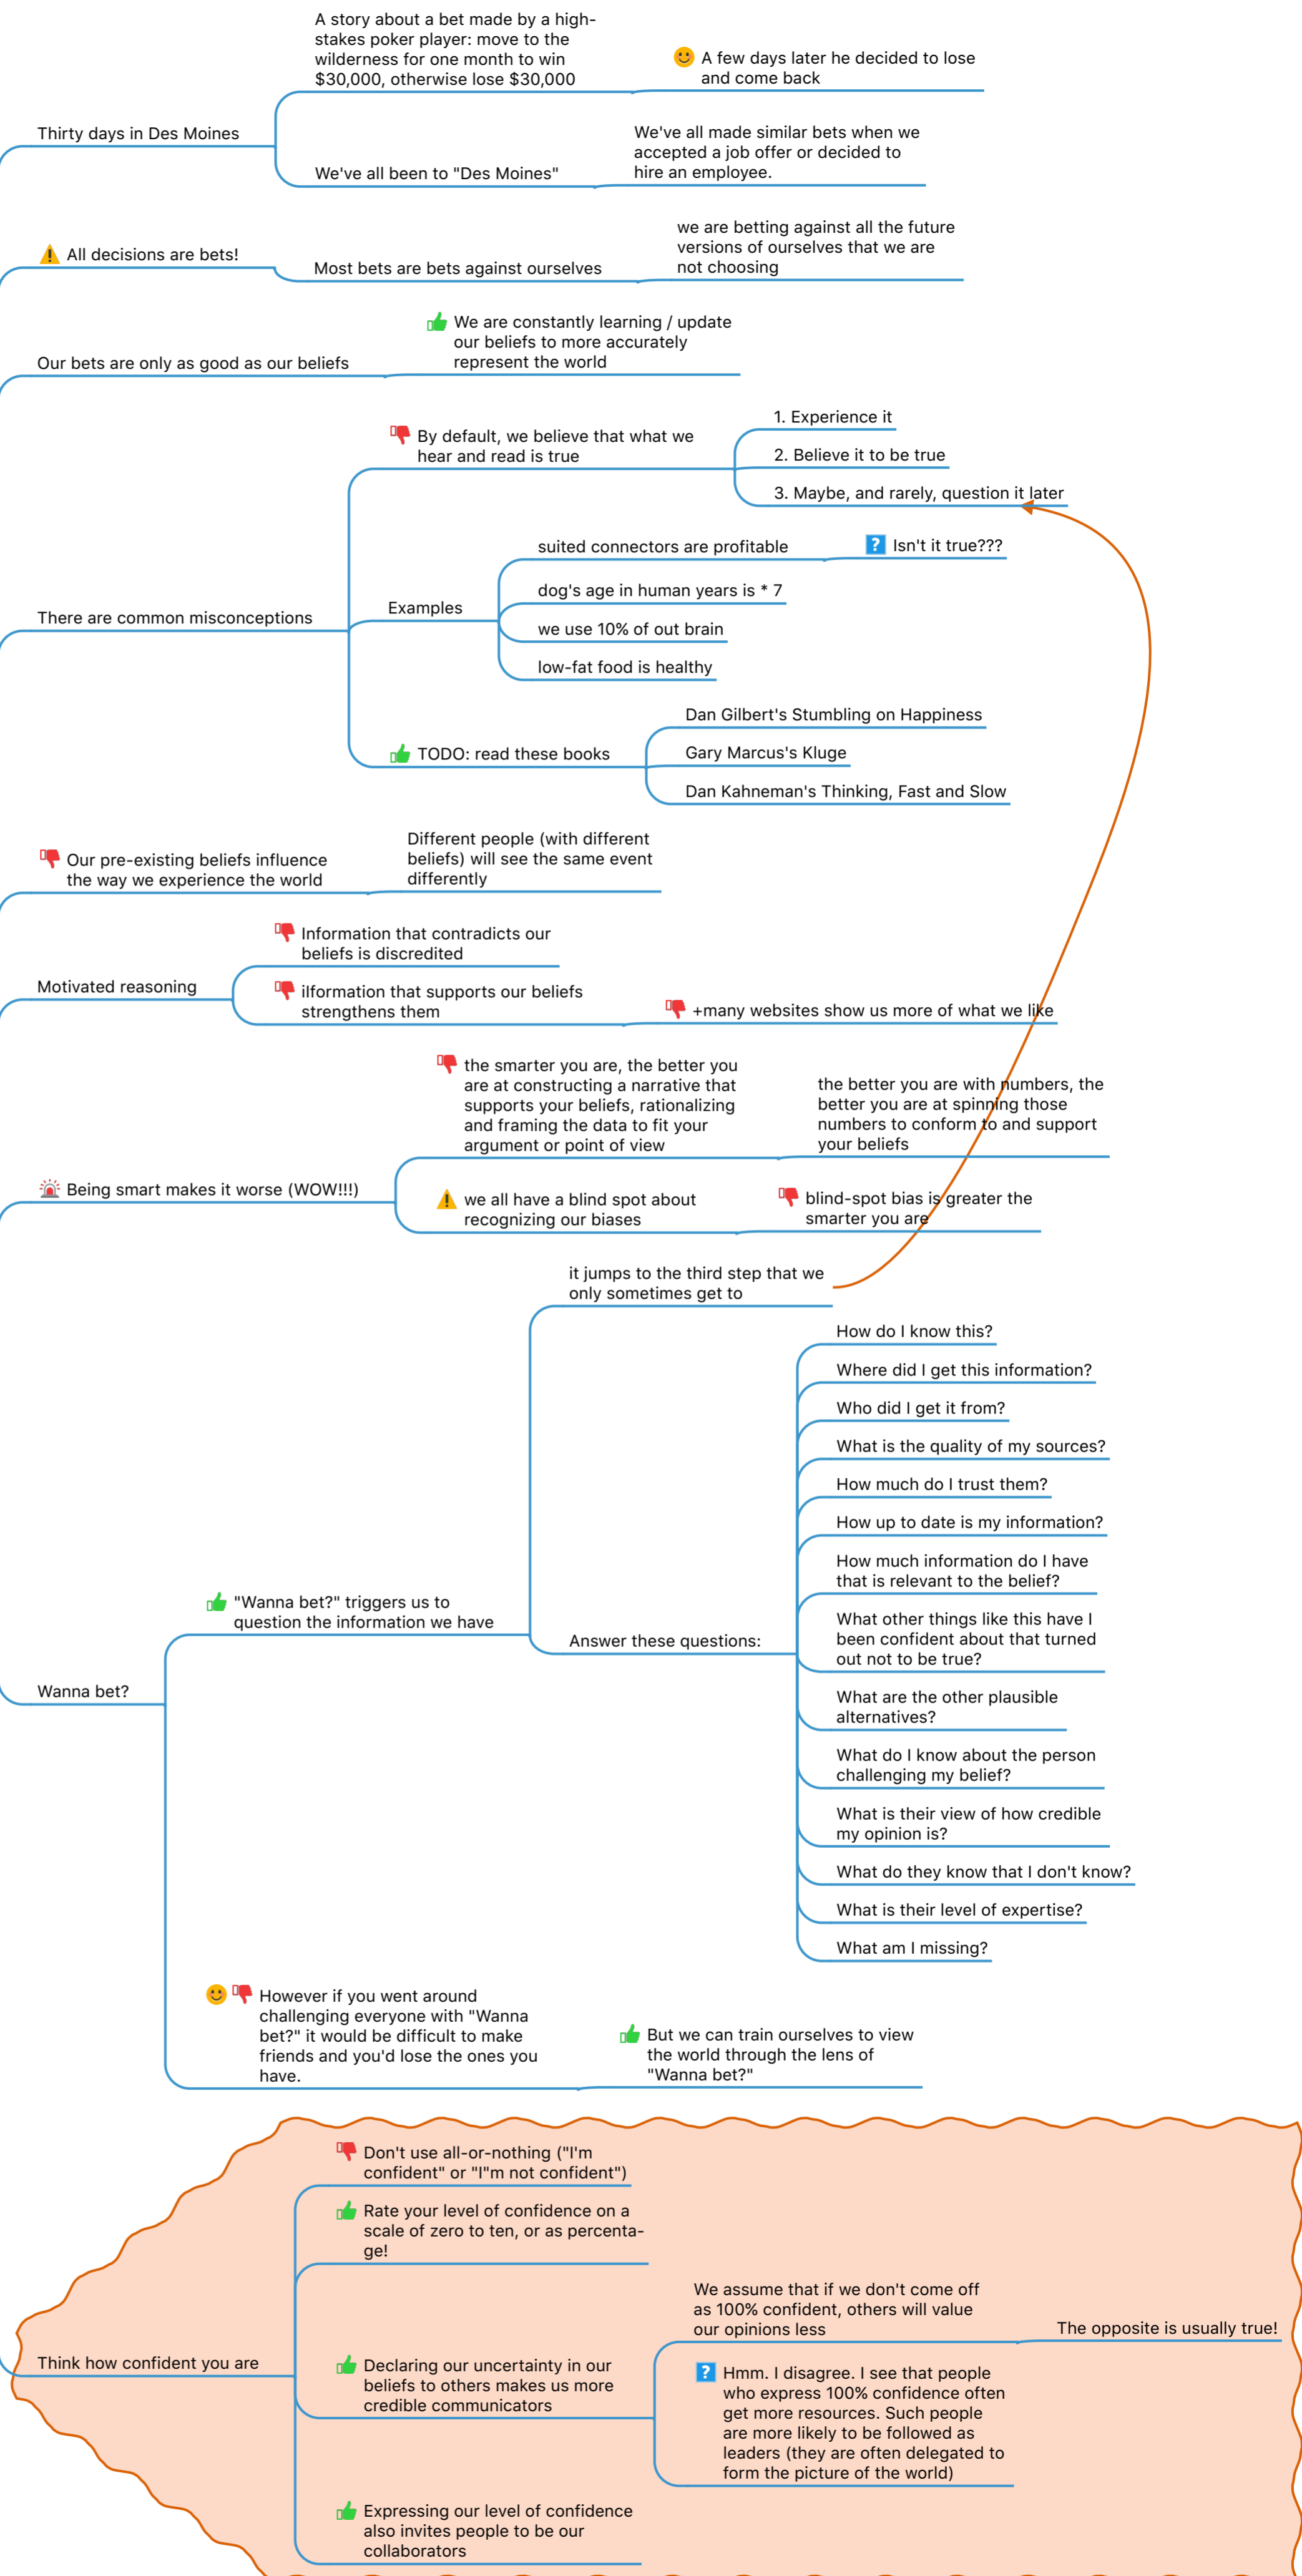 A story about a bet made by a high-
stakes poker player: move to the
wilderness for one month to win
$30,000, otherwise lose $30,000
A few days later he decided to lose
and come back
Thirty days in Des Moines
We've all been to "Des Moines"
We've all made similar bets when we
accepted a job offer or decided to
hire an employee.
All decisions are bets!
Most bets are bets against ourselves
we are betting against all the future
versions of ourselves that we are
not choosing
Our bets are only as good as our beliefs
We are constantly learning / update
our beliefs to more accurately
represent the world
There are common misconceptions
By default, we believe that what we
hear and read is true
1. Experience it
2. Believe it to be true
3. Maybe, and rarely, question it later
Examples
suited connectors are profitable
Isn't it true???
dog's age in human years is * 7
we use 10% of out brain
low-fat food is healthy
TODO: read these books
Dan Gilbert's Stumbling on Happiness
Gary Marcus's Kluge
Dan Kahneman's Thinking, Fast and Slow
Our pre-existing beliefs influence
the way we experience the world
Different people (with different
beliefs) will see the same event
differently
Motivated reasoning
Information that contradicts our
beliefs is discredited
iIformation that supports our beliefs
strengthens them
+many websites show us more of what we like
Being smart makes it worse (WOW!!!)
the smarter you are, the better you
are at constructing a narrative that
supports your beliefs, rationalizing
and framing the data to fit your
argument or point of view
the better you are with numbers, the
better you are at spinning those
numbers to conform to and support
your beliefs
we all have a blind spot about
recognizing our biases
blind-spot bias is greater the
smarter you are
Wanna bet?
"Wanna bet?" triggers us to
question the information we have
it jumps to the third step that we
only sometimes get to
Answer these questions:
How do I know this?
Where did I get this information?
Who did I get it from?
What is the quality of my sources?
How much do I trust them?
How up to date is my information?
How much information do I have
that is relevant to the belief?
What other things like this have I
been confident about that turned
out not to be true?
What are the other plausible
alternatives?
What do I know about the person
challenging my belief?
What is their view of how credible
my opinion is?
What do they know that I don't know?
What is their level of expertise?
What am I missing?
However if you went around
challenging everyone with "Wanna
bet?" it would be difficult to make
friends and you'd lose the ones you
have.
But we can train ourselves to view
the world through the lens of
"Wanna bet?"
Think how confident you are
Don't use all-or-nothing ("I'm
confident" or "I"m not confident")
Rate your level of confidence on a
scale of zero to ten, or as percenta-
ge!
Declaring our uncertainty in our
beliefs to others makes us more
credible communicators
We assume that if we don't come off
as 100% confident, others will value
our opinions less
The opposite is usually true!
Hmm. I disagree. I see that people
who express 100% confidence often
get more resources. Such people
are more likely to be followed as
leaders (they are often delegated to
form the picture of the world)
Expressing our level of confidence
also invites people to be our
collaborators